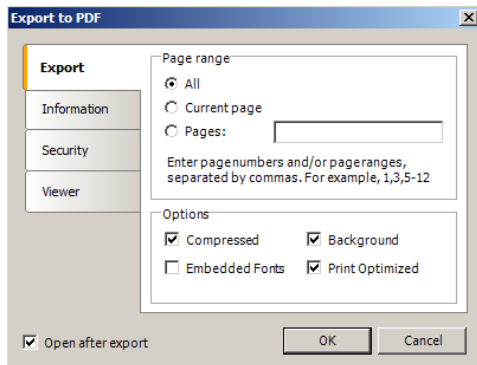 Export to PDF
Export
Information
Security
Viewer
Page range
All
Current page
Pages:
Enter pagenumbers and/or pageranges,
separated by commas. For example, 1,3,5-12
Options
Compressed
Background
Embedded Fonts
Print Optimized
Open after export
OK
Cancel